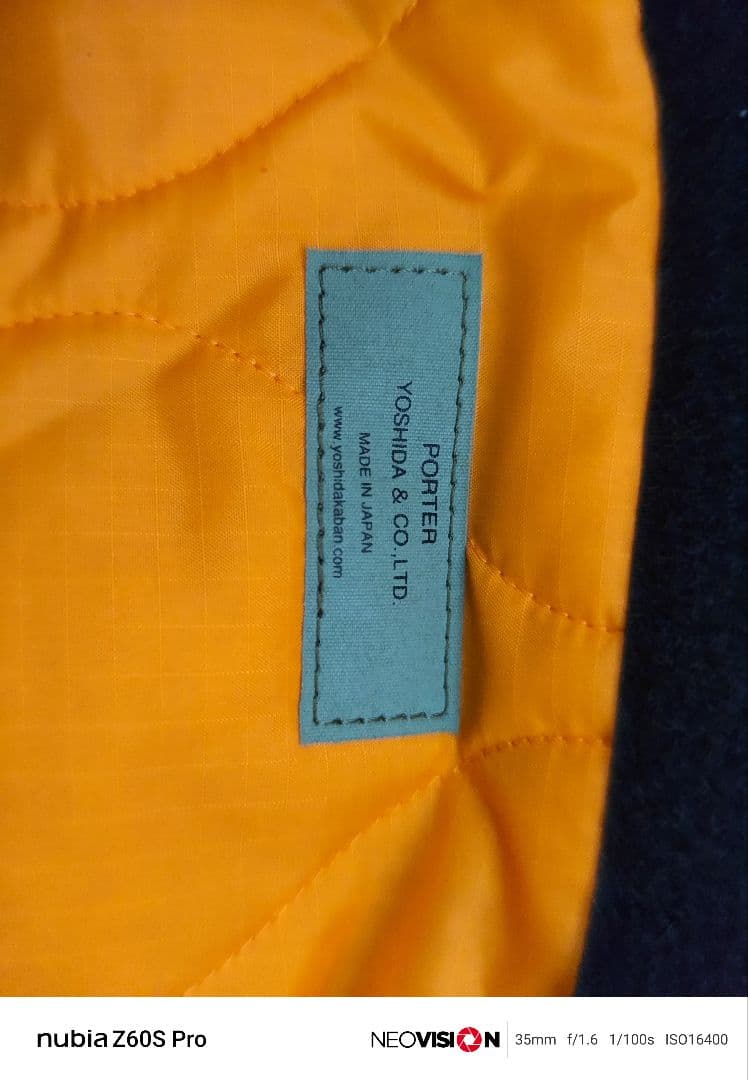 PORTER
YOSHIDA & CO.,LTD.
MADE IN JAPAN
www.yoshidakaban.com
nubia Z60S Pro
NEOVISION
35mm f/1.6 1/100s ISO16400